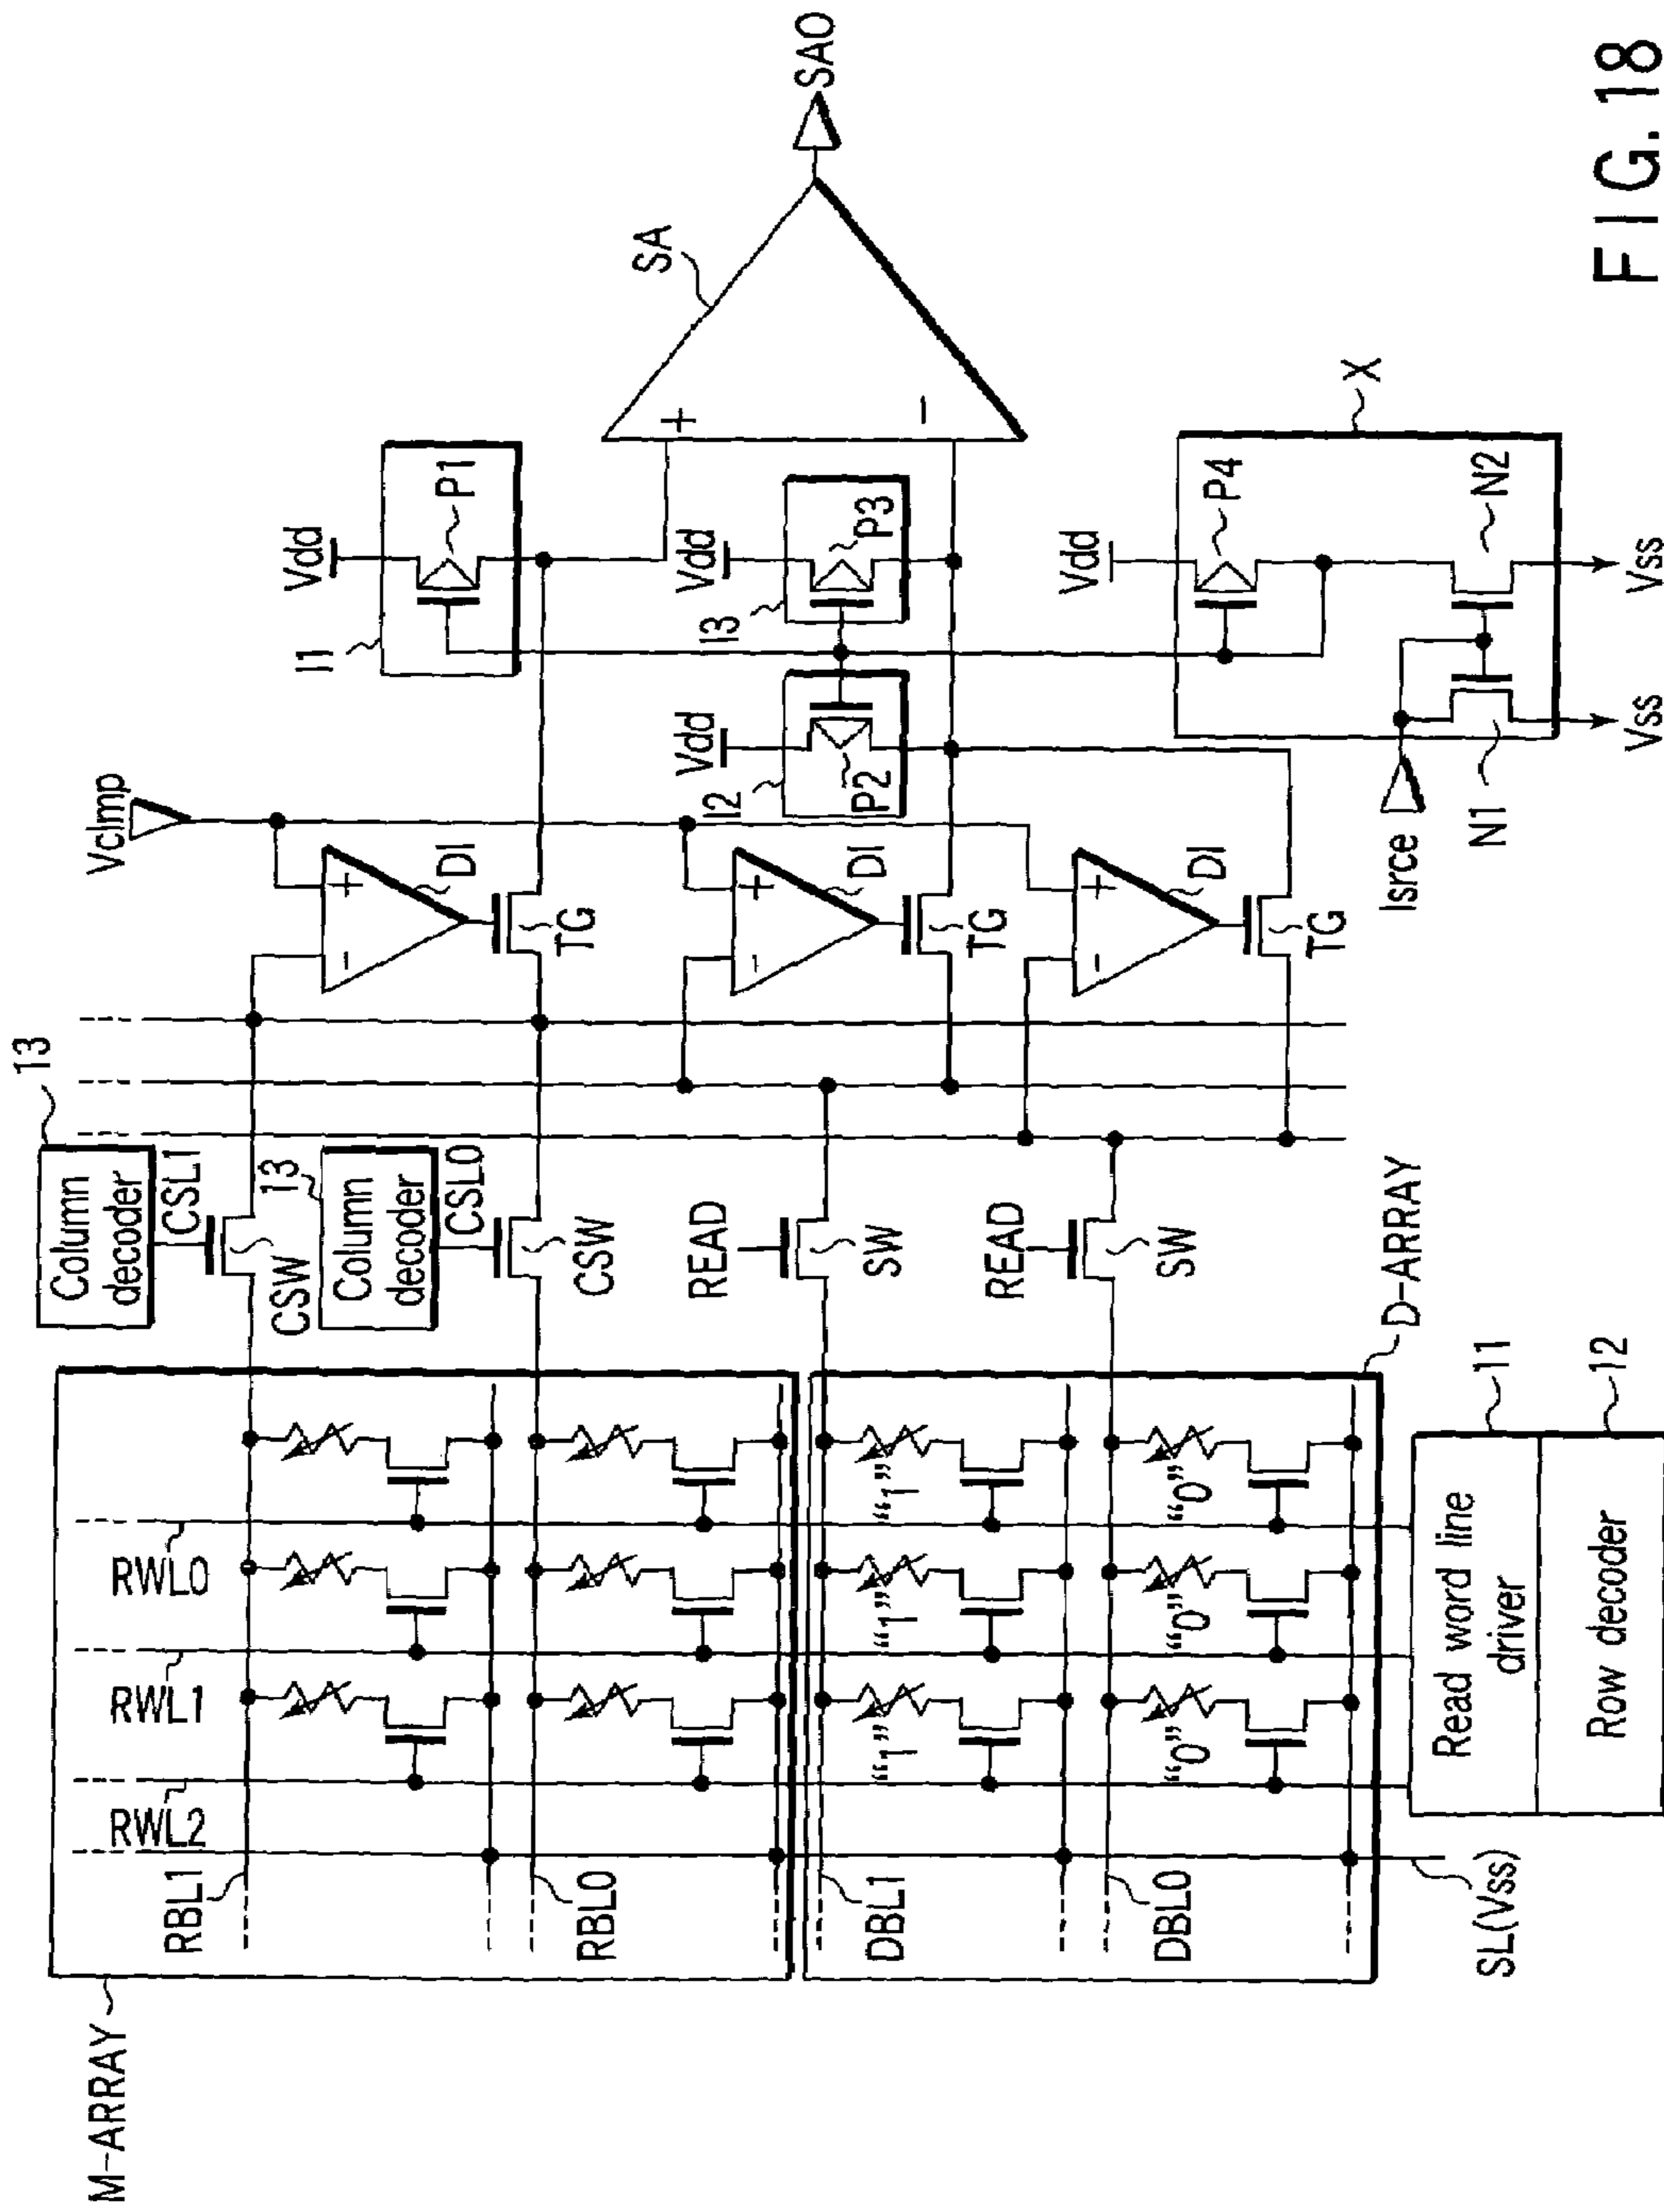 13
Column
decoder
CSL1
CSW
13
Column
decoder
CSL0
CSW
Vclmp
+
-
DI
TG
Vdd
P1
I1
SA
+
-
SAO
READ
SW
+
-
DI
TG
Vdd
P2
I2
Vdd
P3
I3
READ
SW
+
-
DI
TG
Vdd
P4
X
N2
N1
Isrce
Vss
Vss
M-ARRAY
RBL1
RWL0
RWL1
RWL2
RBL0
DBL1
"1"
"1"
"1"
DBL0
"0"
"0"
"0"
D-ARRAY
SL(Vss)
Read word line
driver
11
Row decoder
12
FIG. 18